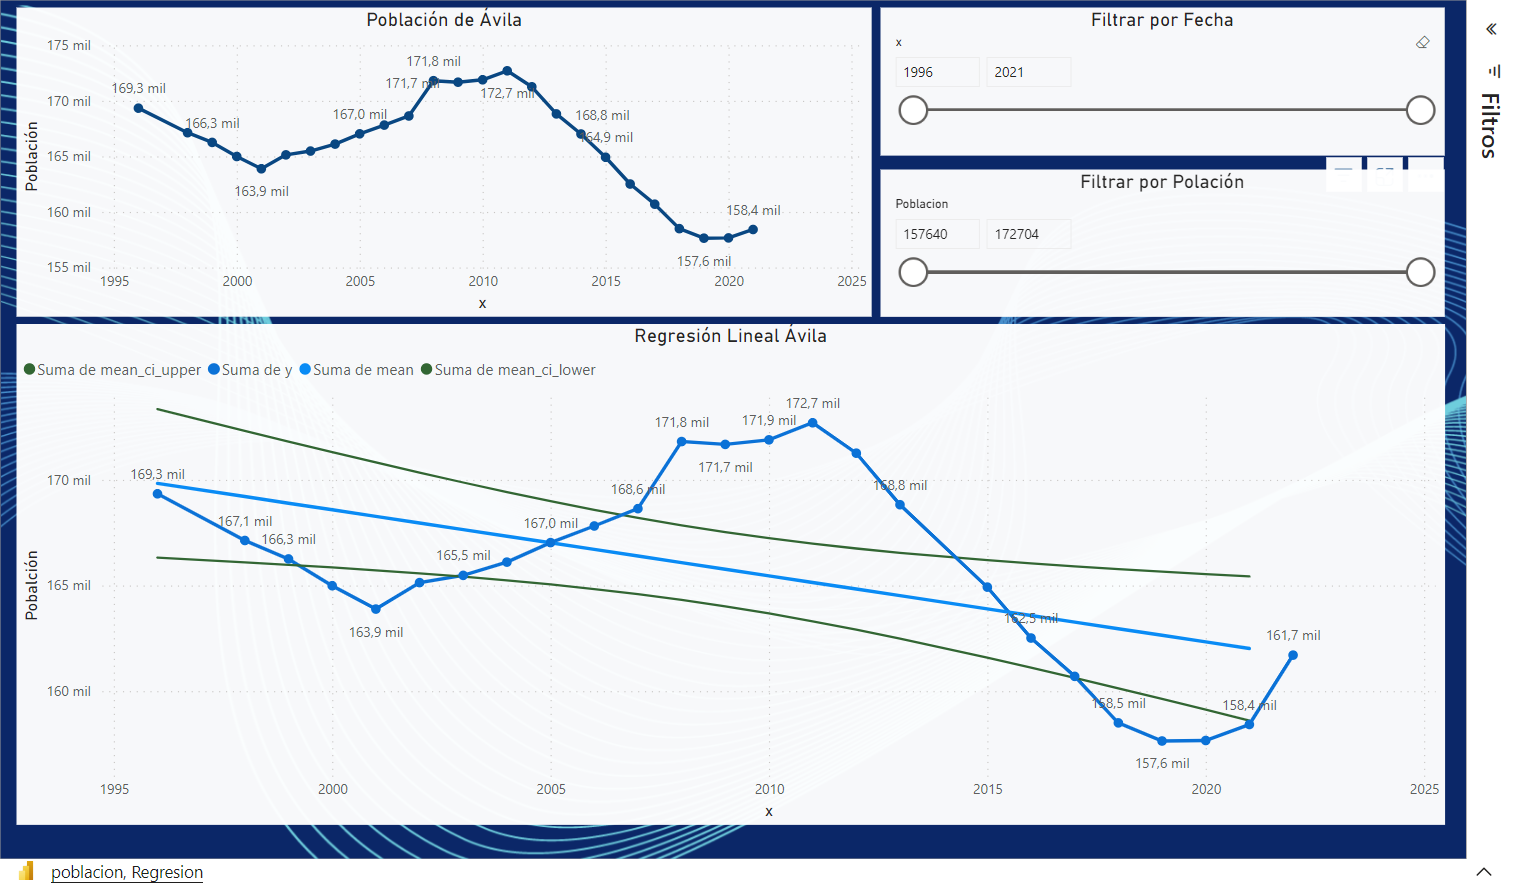 Población de Ávila
175 mil
170 mil
165 mil
160 mil
155 mil
Población
169,3 mil
166,3 mil
163,9 mil
167,0 mil
171,7 mil
171,8 mil
172,7 mil
168,8 mil
164,9 mil
157,6 mil
158,4 mil
1995
2000
2005
2010
2015
2020
2025
x
Filtrar por Fecha
x
1996
2021
Filtrar por Polación
Poblacion
157640
172704
Filtros
Regresión Lineal Ávila
Suma de mean_ci_upper
Suma de y
Suma de mean
Suma de mean_ci_lower
170 mil
165 mil
160 mil
Pobalción
169,3 mil
167,1 mil
166,3 mil
163,9 mil
165,5 mil
167,0 mil
168,6 mil
171,8 mil
171,7 mil
171,9 mil
172,7 mil
168,8 mil
162,5 mil
158,5 mil
157,6 mil
158,4 mil
161,7 mil
1995
2000
2005
2010
2015
2020
2025
x
poblacion, Regresion